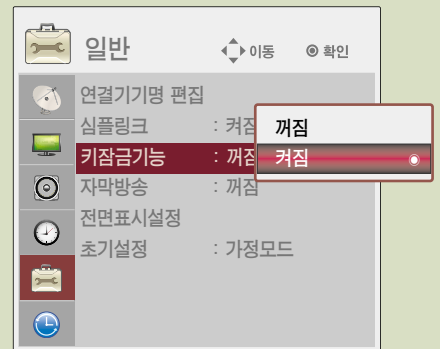 일반 이동 ◉ 확인
연결기기명 편집
심플링크 : 켜짐
키잠금기능 : 꺼짐
자막방송 : 꺼짐
전면표시설정
초기설정 : 가정모드
꺼짐
켜짐